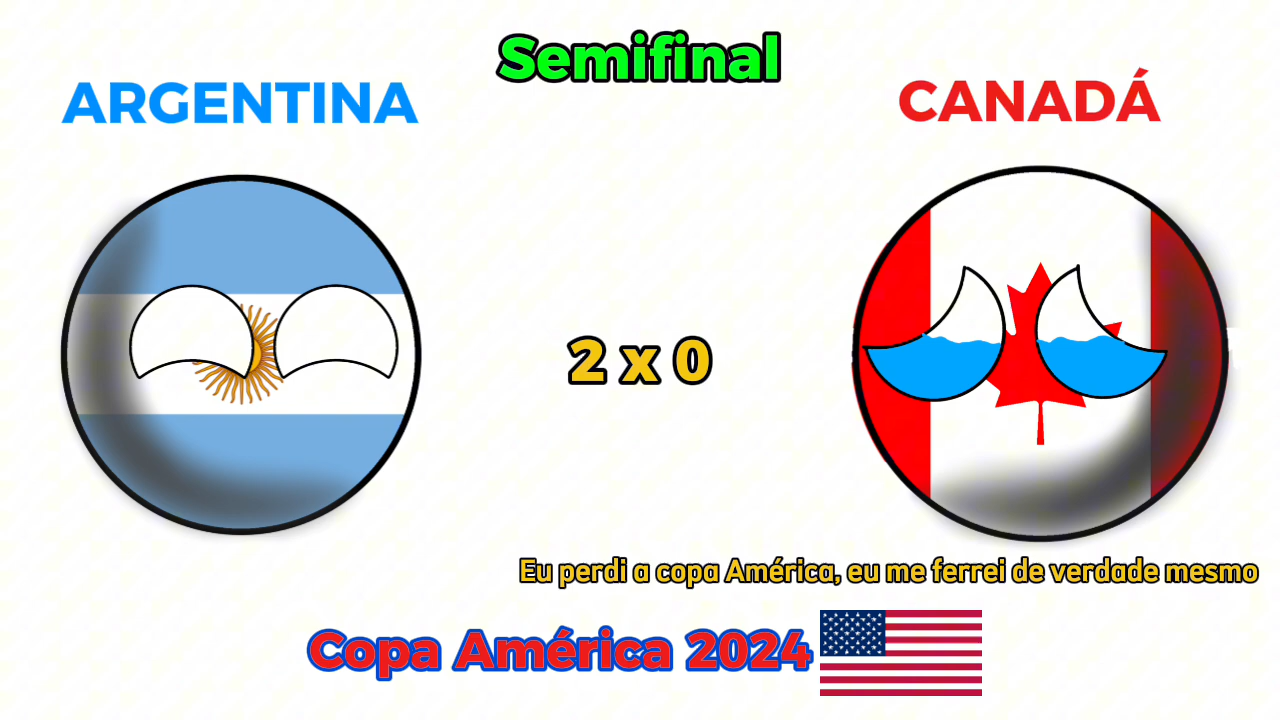 Semifinal
ARGENTINA
CANADÁ
2 x 0
Eu perdi a copa América, eu me ferrei de verdade mesmo
Copa América 2024